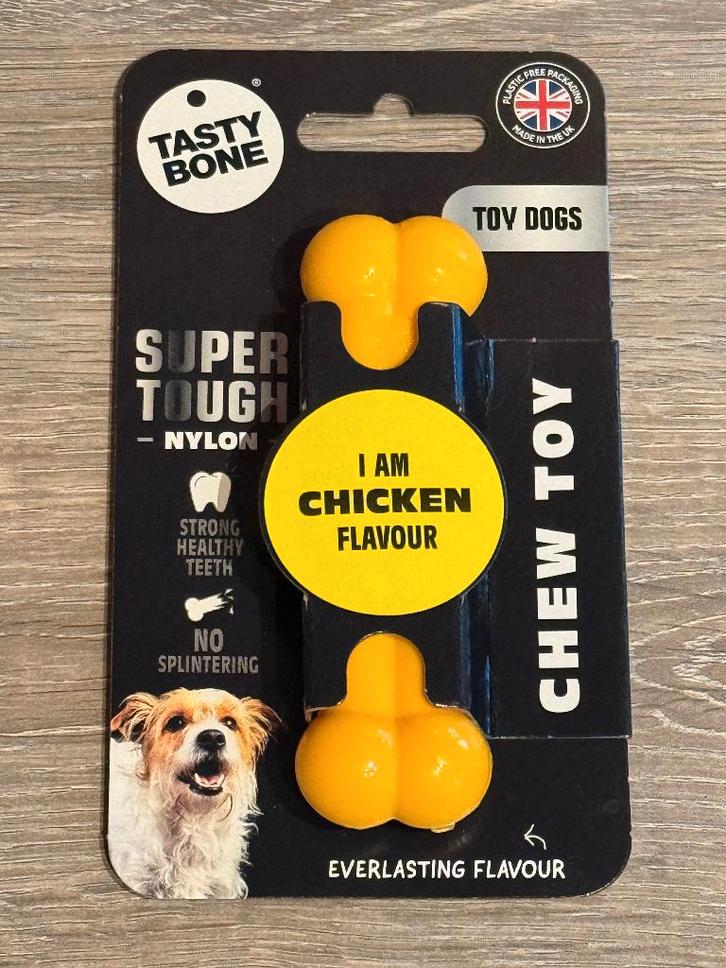 TASTY
BONE
®
PLASTIC FREE PACKAGING
MADE IN THE UK
TOY DOGS
SUPER
TOUGH
– NYLON –
STRONG
HEALTHY
TEETH
NO
SPLINTERING
I AM
CHICKEN
FLAVOUR
CHEW TOY
EVERLASTING FLAVOUR